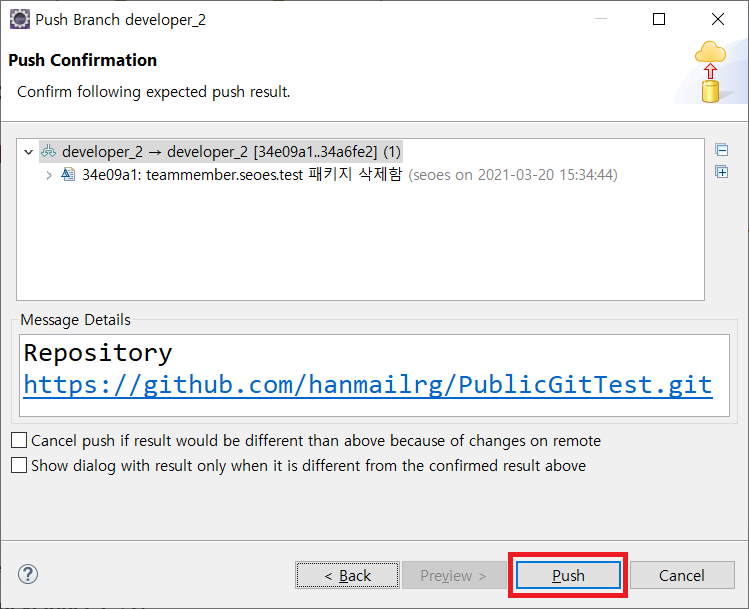 Push Branch developer_2
Push Confirmation
Confirm following expected push result.
developer_2 → developer_2 [34e09a1..34a6fe2] (1)
34e09a1: teammember.seoes.test 패키지 삭제함 (seoes on 2021-03-20 15:34:44)
Message Details
Repository
https://github.com/hanmailrg/PublicGitTest.git
Cancel push if result would be different than above because of changes on remote
Show dialog with result only when it is different from the confirmed result above
< Back
Preview >
Push
Cancel